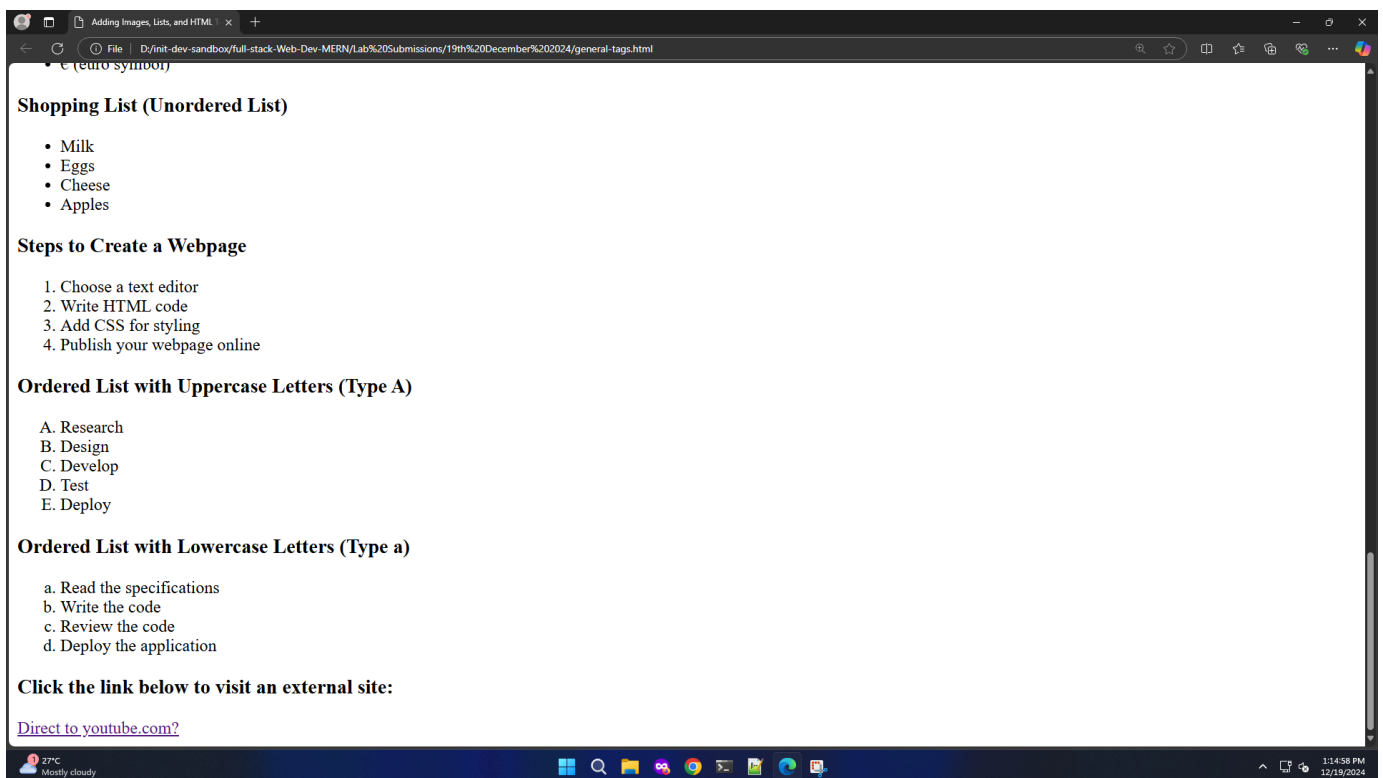 Adding Images, Lists, and HTML T
File
D:/init-dev-sandbox/full-stack-Web-Dev-MERN/Lab%20Submissions/19th%20December%202024/general-tags.html
• € (euro symbol)
Shopping List (Unordered List)
• Milk
• Eggs
• Cheese
• Apples
Steps to Create a Webpage
1. Choose a text editor
2. Write HTML code
3. Add CSS for styling
4. Publish your webpage online
Ordered List with Uppercase Letters (Type A)
A. Research
B. Design
C. Develop
D. Test
E. Deploy
Ordered List with Lowercase Letters (Type a)
a. Read the specifications
b. Write the code
c. Review the code
d. Deploy the application
Click the link below to visit an external site:
Direct to youtube.com?
1
27°C
Mostly cloudy
1:14:58 PM
12/19/2024